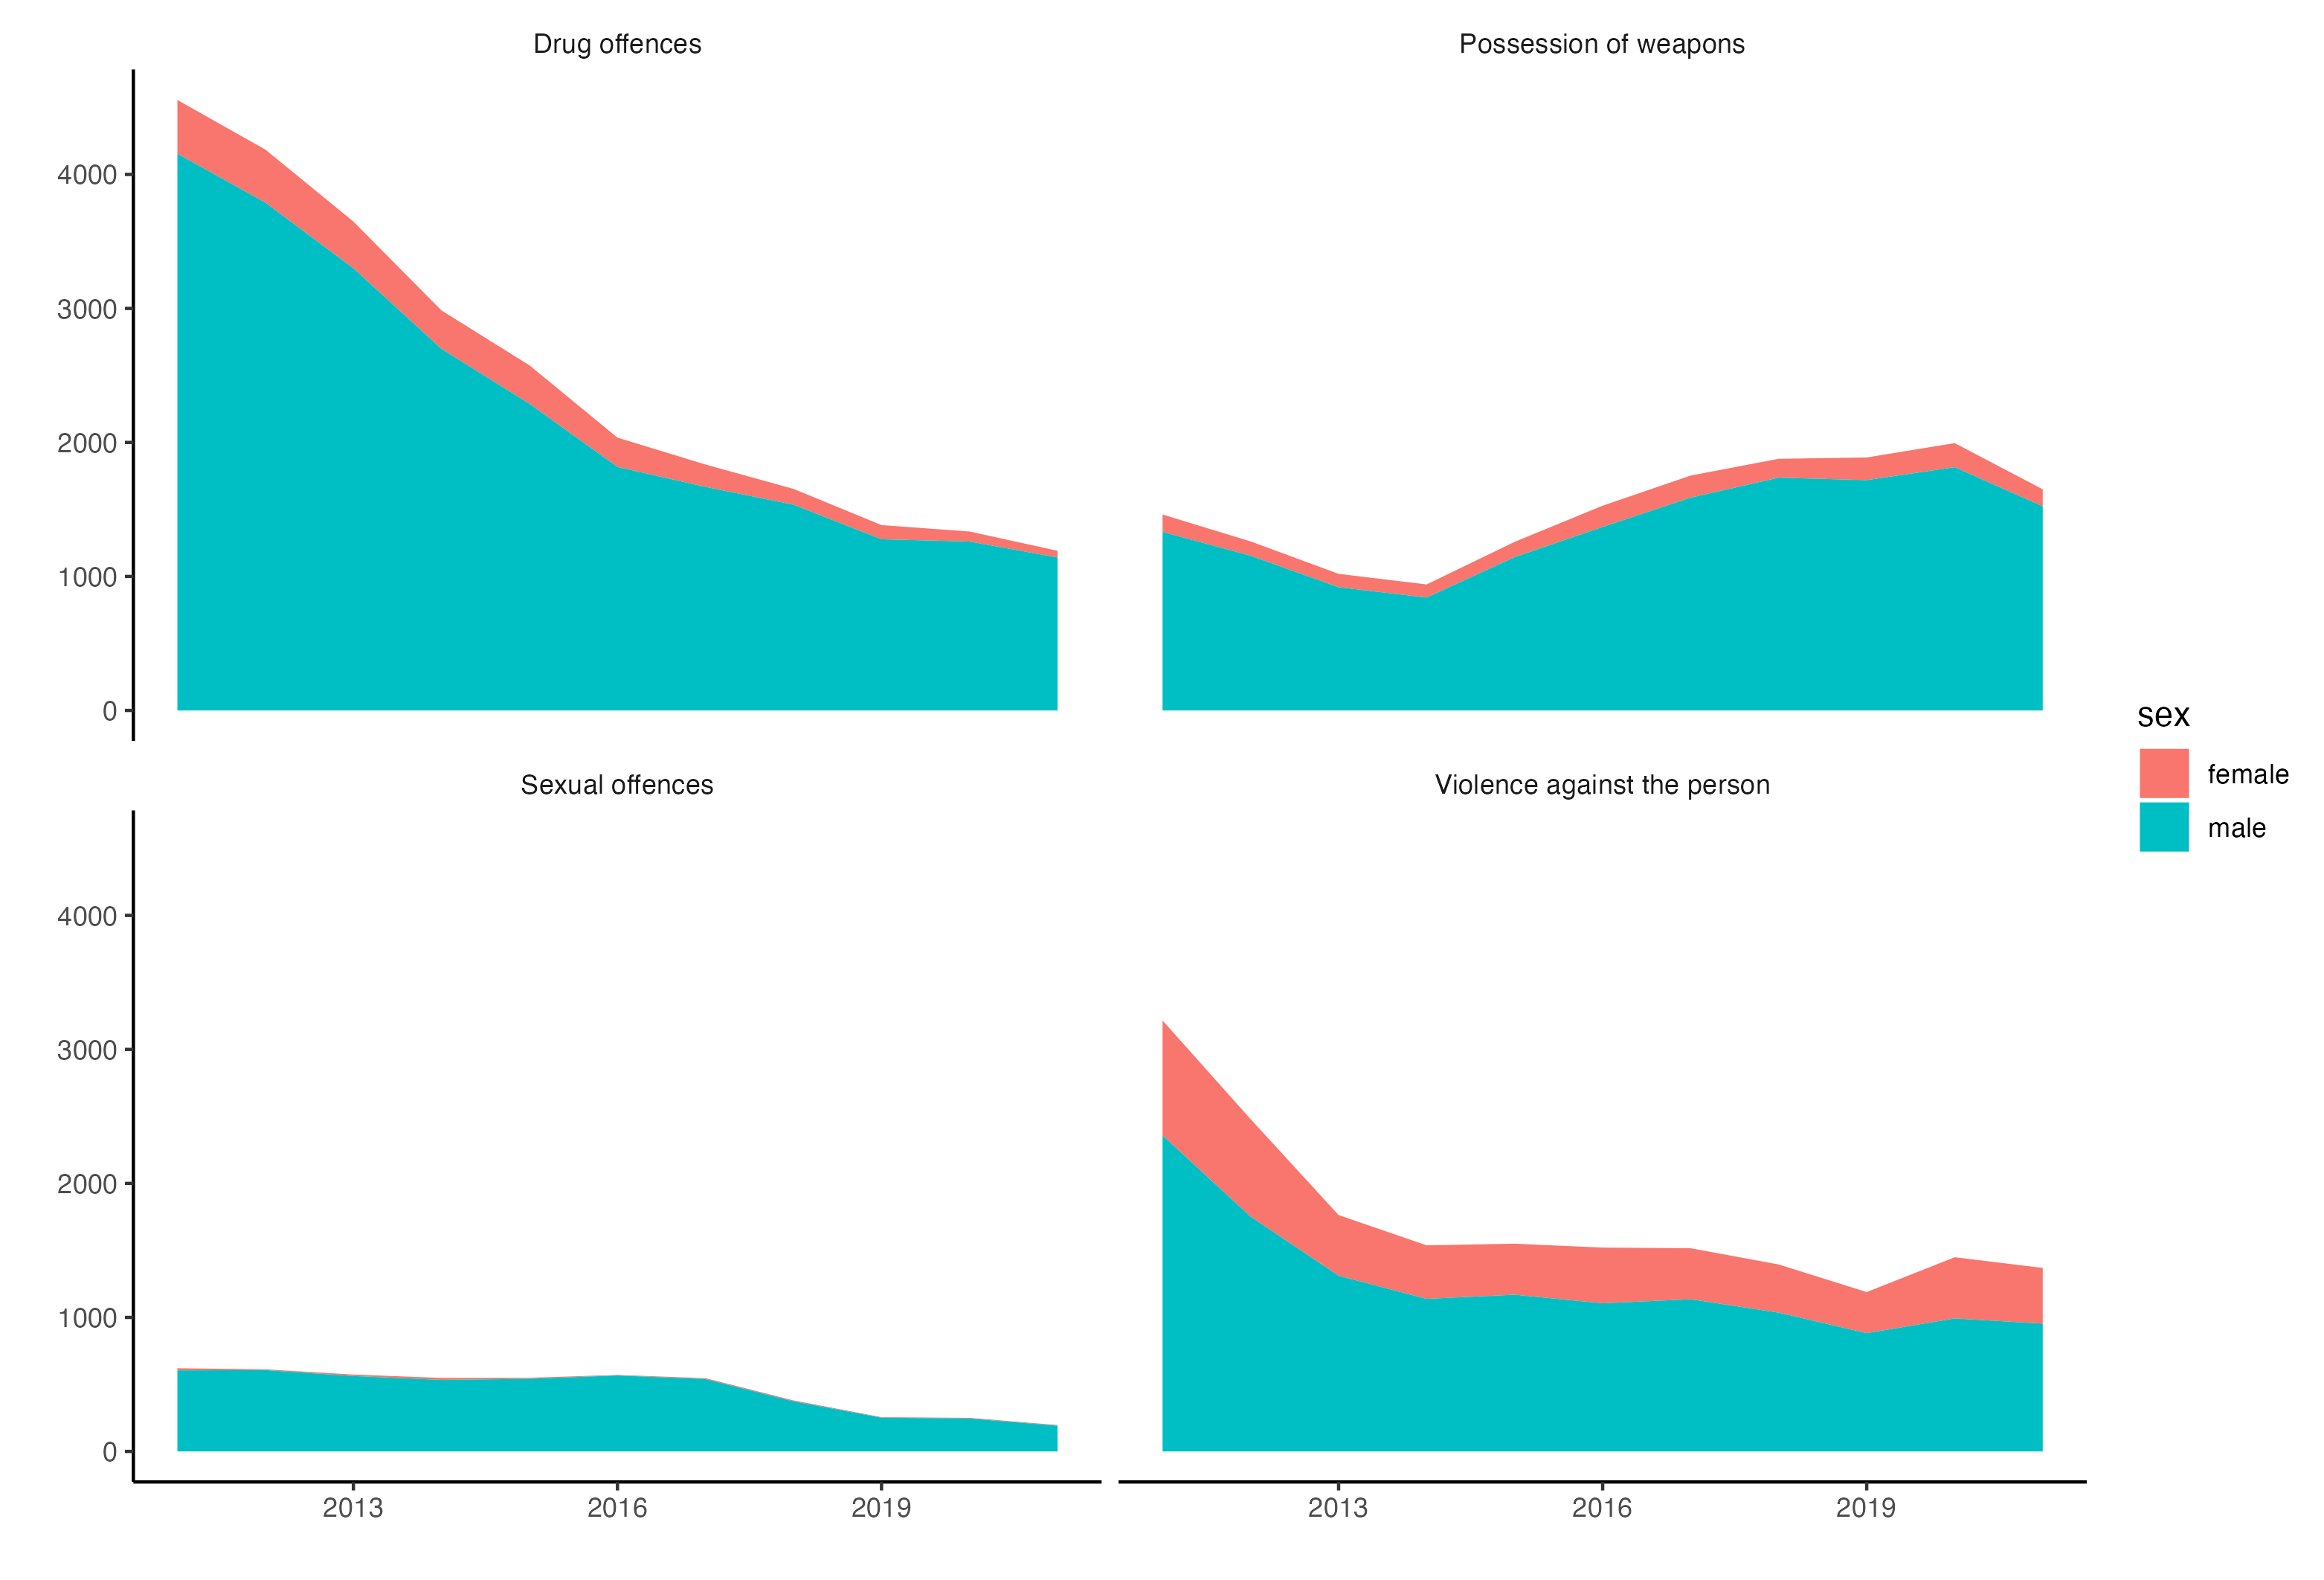 Drug offences
Possession of weapons
4000
3000
2000
1000
0
Sexual offences
Violence against the person
4000
3000
2000
1000
0
2013
2016
2019
2013
2016
2019
sex
female
male